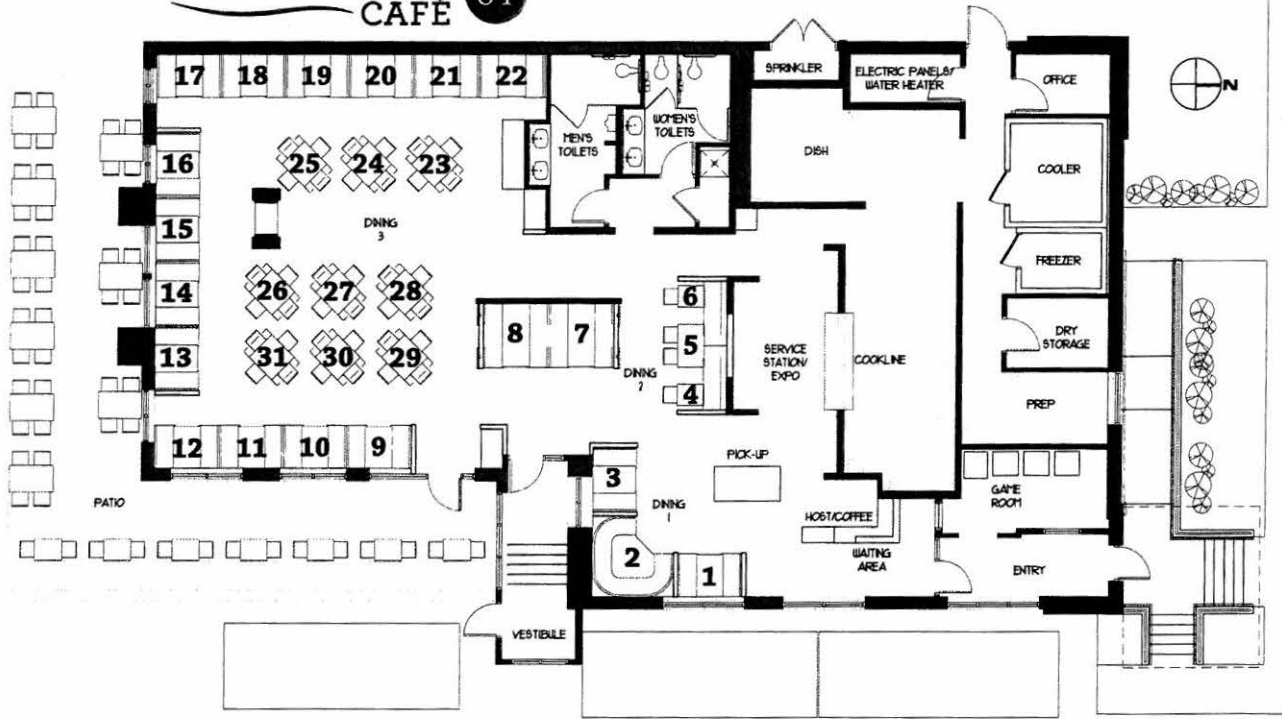 CAFÉ
17 18 19 20 21 22
SPRINKLER
ELECTRIC PANELS/
WATER HEATER
OFFICE
N
MEN'S
TOILETS
WOMEN'S
TOILETS
DISH
COOLER
16
25 24 23
15
DINING
3
FREEZER
14
26 27 28
6
8 7
5
13
31 30 29
4
DINING
2
SERVICE
STATION/
EXPO
COOKLINE
DRY
STORAGE
PREP
12 11 10 9
3
PICK-UP
GAME
ROOM
PATIO
DINING
1
HOST/COFFEE
2
1
WAITING
AREA
ENTRY
VESTIBULE